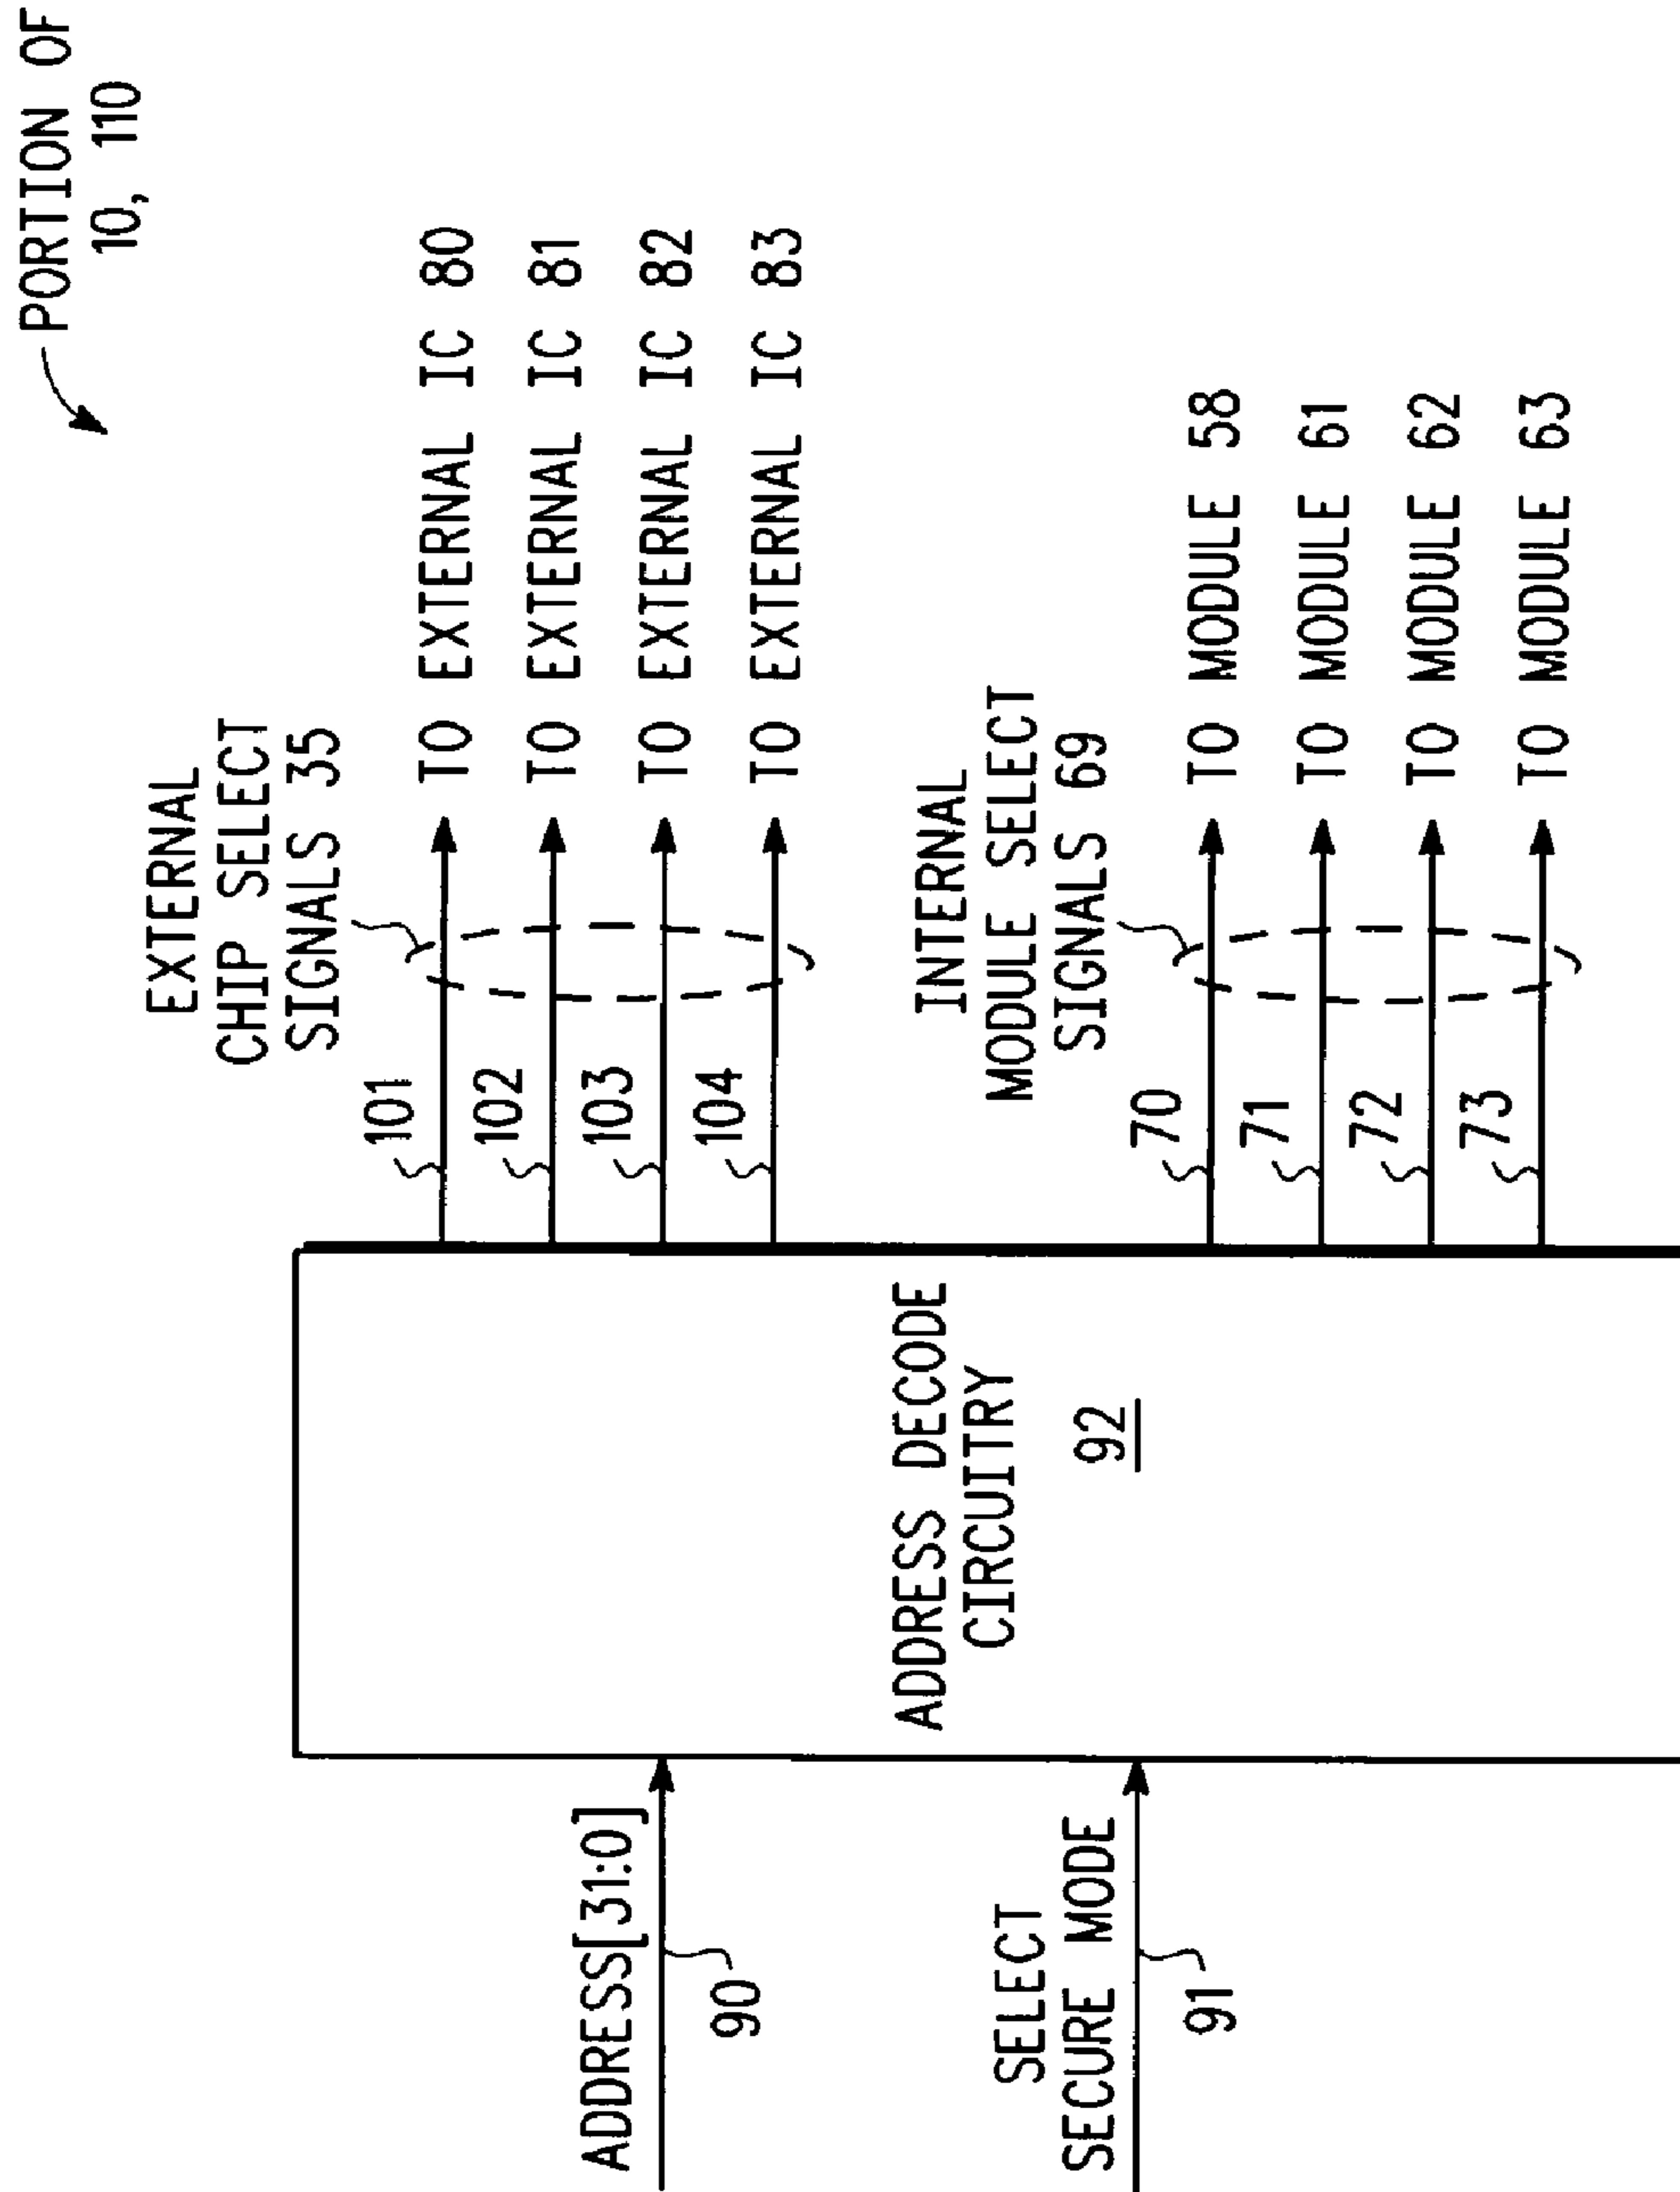 PORTION OF
10, 110
EXTERNAL
CHIP SELECT
SIGNALS 35
101
TO EXTERNAL IC 80
102
TO EXTERNAL IC 81
103
TO EXTERNAL IC 82
104
TO EXTERNAL IC 83
ADDRESS[31:0]
90
ADDRESS DECODE
CIRCUITRY
92
SELECT
SECURE MODE
91
INTERNAL
MODULE SELECT
SIGNALS 69
70
TO MODULE 58
71
TO MODULE 61
72
TO MODULE 62
73
TO MODULE 63